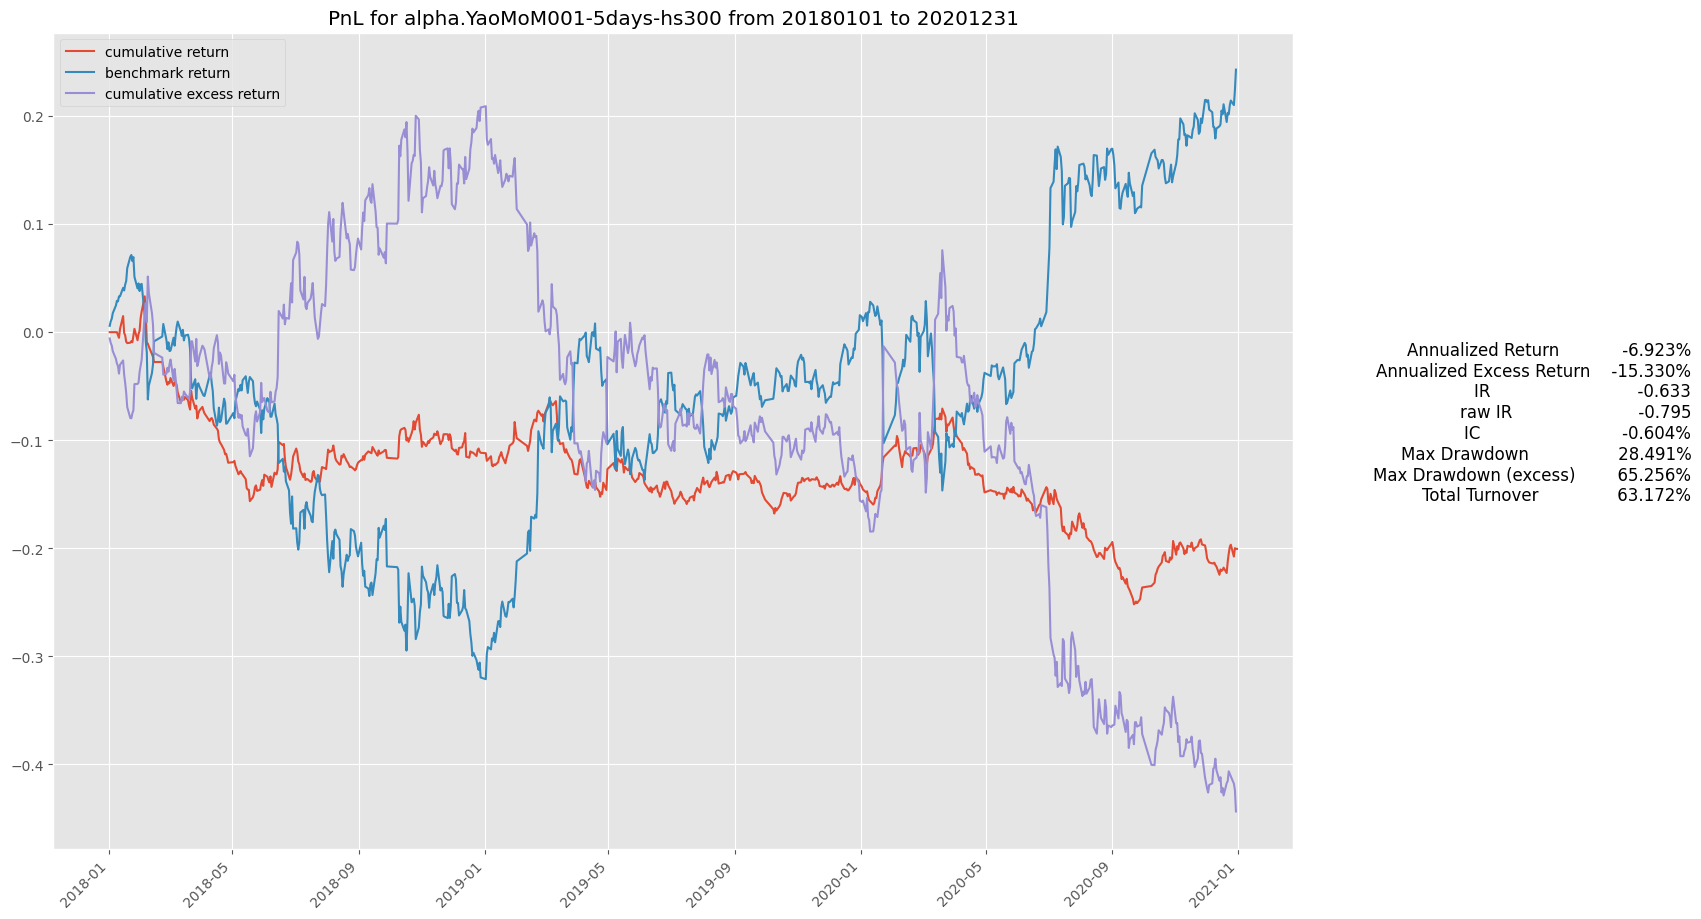 PnL for alpha.YaoMoM001-5days-hs300 from 20180101 to 20201231
cumulative return
benchmark return
cumulative excess return
0.2
0.1
0.0
−0.1
−0.2
−0.3
−0.4
2018-01
2018-05
2018-09
2019-01
2019-05
2019-09
2020-01
2020-05
2020-09
2021-01
Annualized Return -6.923%
Annualized Excess Return -15.330%
IR -0.633
raw IR -0.795
IC -0.604%
Max Drawdown 28.491%
Max Drawdown (excess) 65.256%
Total Turnover 63.172%